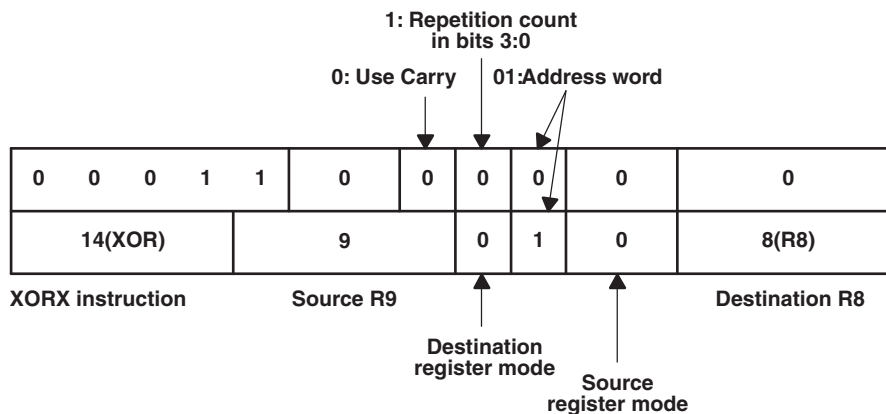 1: Repetition count
in bits 3:0
0: Use Carry 01:Address word
0 0 0 1 1 0 0 0 0 0 0
14(XOR) 9 0 1 0 8(R8)
XORX instruction Source R9 Destination R8
Destination
register mode
Source
register mode